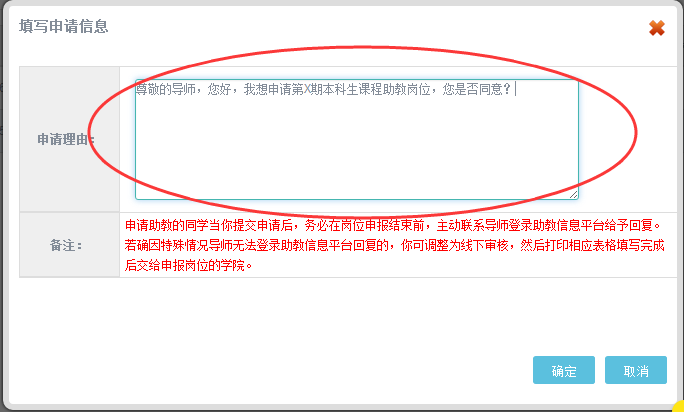 填写申请信息
申请理由：
尊敬的导师，您好，我想申请第X期本科生课程助教岗位，您是否同意？
备注：
申请助教的同学当你提交申请后，务必在岗位申报结束前，主动联系导师登录助教信息平台给予回复。
若确因特殊情况导师无法登录助教信息平台回复的，你可调整为线下审核，然后打印相应表格填写完成
后交给申报岗位的学院。
确定
取消